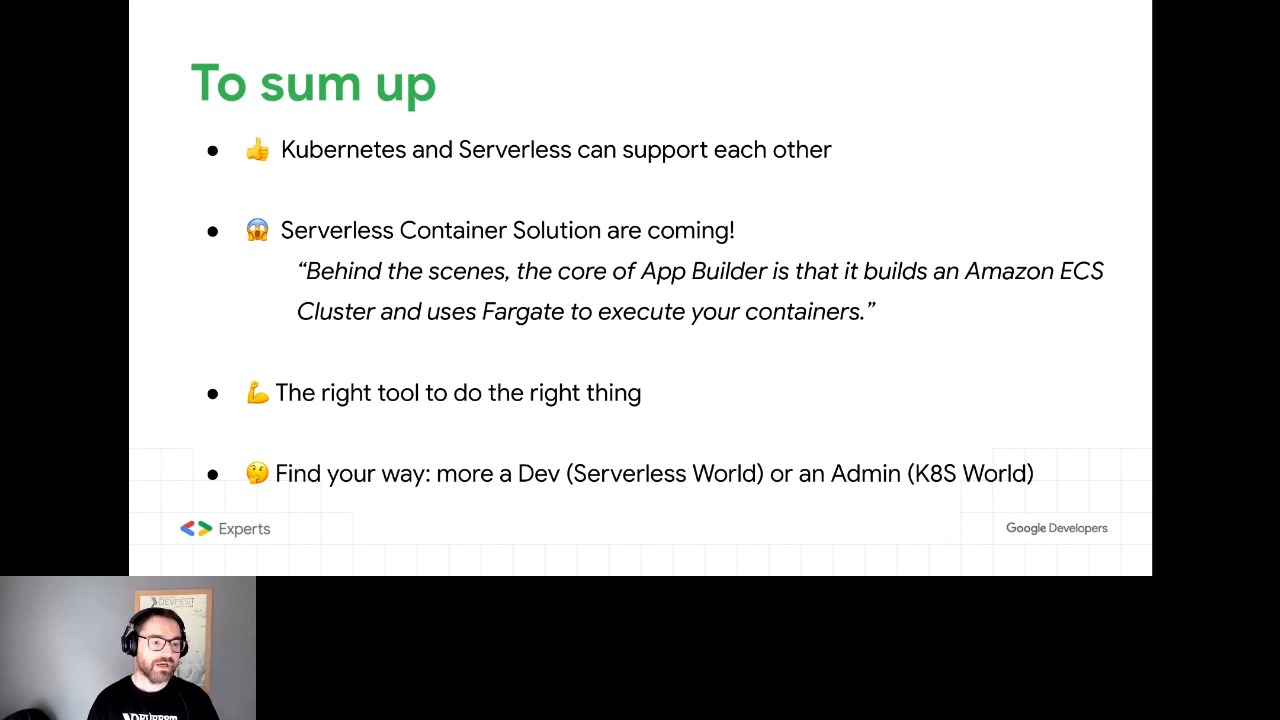 To sum up
● 👍 Kubernetes and Serverless can support each other
● 😱 Serverless Container Solution are coming!
“Behind the scenes, the core of App Builder is that it builds an Amazon ECS
Cluster and uses Fargate to execute your containers.”
● 💪 The right tool to do the right thing
● 🤔 Find your way: more a Dev (Serverless World) or an Admin (K8S World)
Experts
Google Developers
DEVFEST
DEVFEST